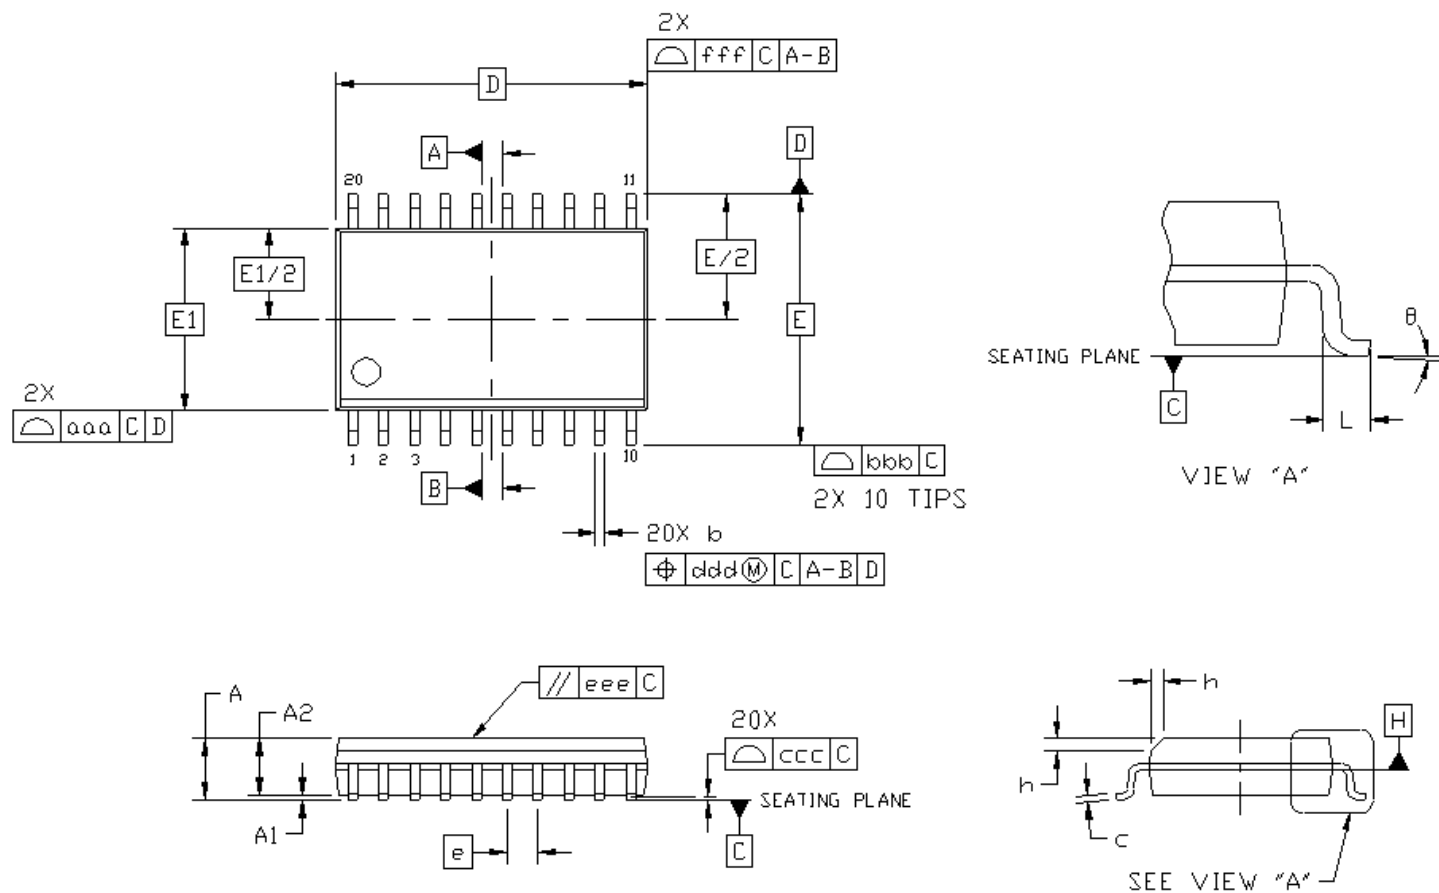 2X
fff C A-B
D
A
D
20
11
E1/2
E/2
E1
E
2X
aaa C D
1
2
3
10
B
bbb C
2X 10 TIPS
20X b
ddd Ⓜ C A-B D
θ
SEATING PLANE
C
L
VIEW "A"
// eee C
A
A2
20X
ccc C
SEATING PLANE
A1
e
C
h
H
h
c
SEE VIEW "A"